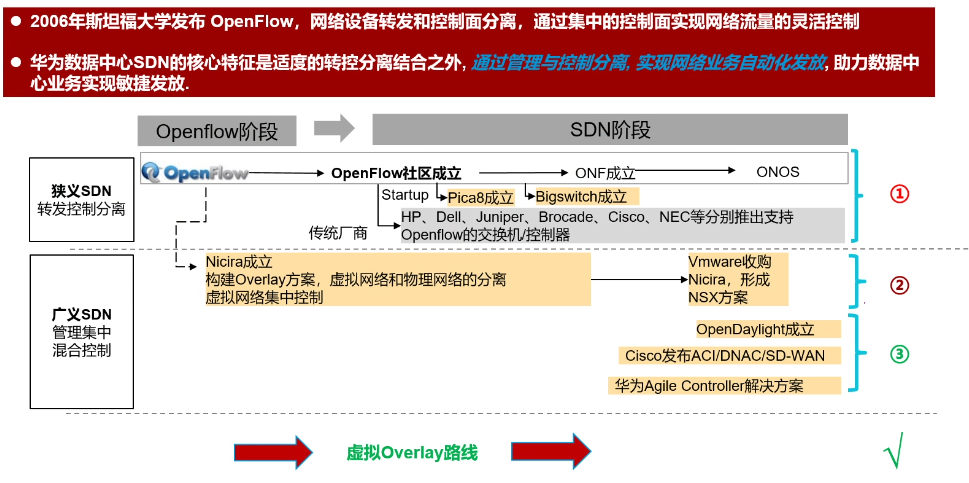 ● 2006年斯坦福大学发布 OpenFlow，网络设备转发和控制面分离，通过集中的控制面实现网络流量的灵活控制
● 华为数据中心SDN的核心特征是适度的转控分离结合之外, 通过管理与控制分离, 实现网络业务自动化发放, 助力数据中
心业务实现敏捷发放.
Openflow阶段
SDN阶段
狭义SDN
转发控制分离
OpenFlow
OpenFlow社区成立
ONF成立
ONOS
Startup
Pica8成立
Bigswitch成立
传统厂商
HP、Dell、Juniper、Brocade、Cisco、NEC等分别推出支持
Openflow的交换机/控制器
①
广义SDN
管理集中
混合控制
Nicira成立
构建Overlay方案，虚拟网络和物理网络的分离
虚拟网络集中控制
Vmware收购
Nicira，形成
NSX方案
②
OpenDaylight成立
Cisco发布ACI/DNAC/SD-WAN
华为Agile Controller解决方案
③
虚拟Overlay路线
√